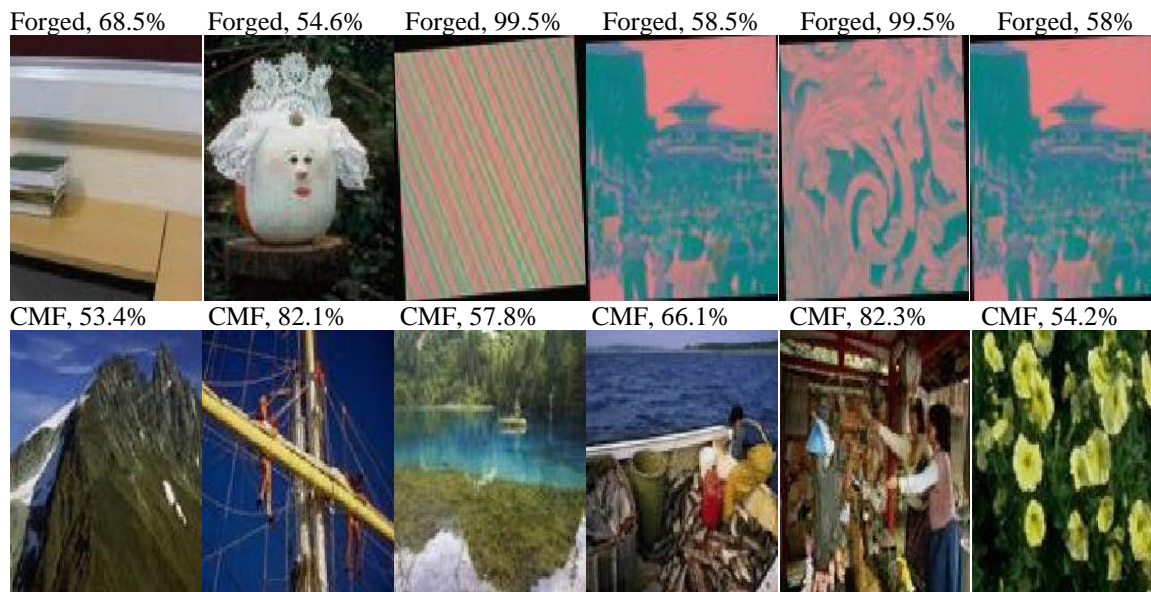 Forged, 68.5% Forged, 54.6% Forged, 99.5% Forged, 58.5% Forged, 99.5% Forged, 58%
CMF, 53.4% CMF, 82.1% CMF, 57.8% CMF, 66.1% CMF, 82.3% CMF, 54.2%